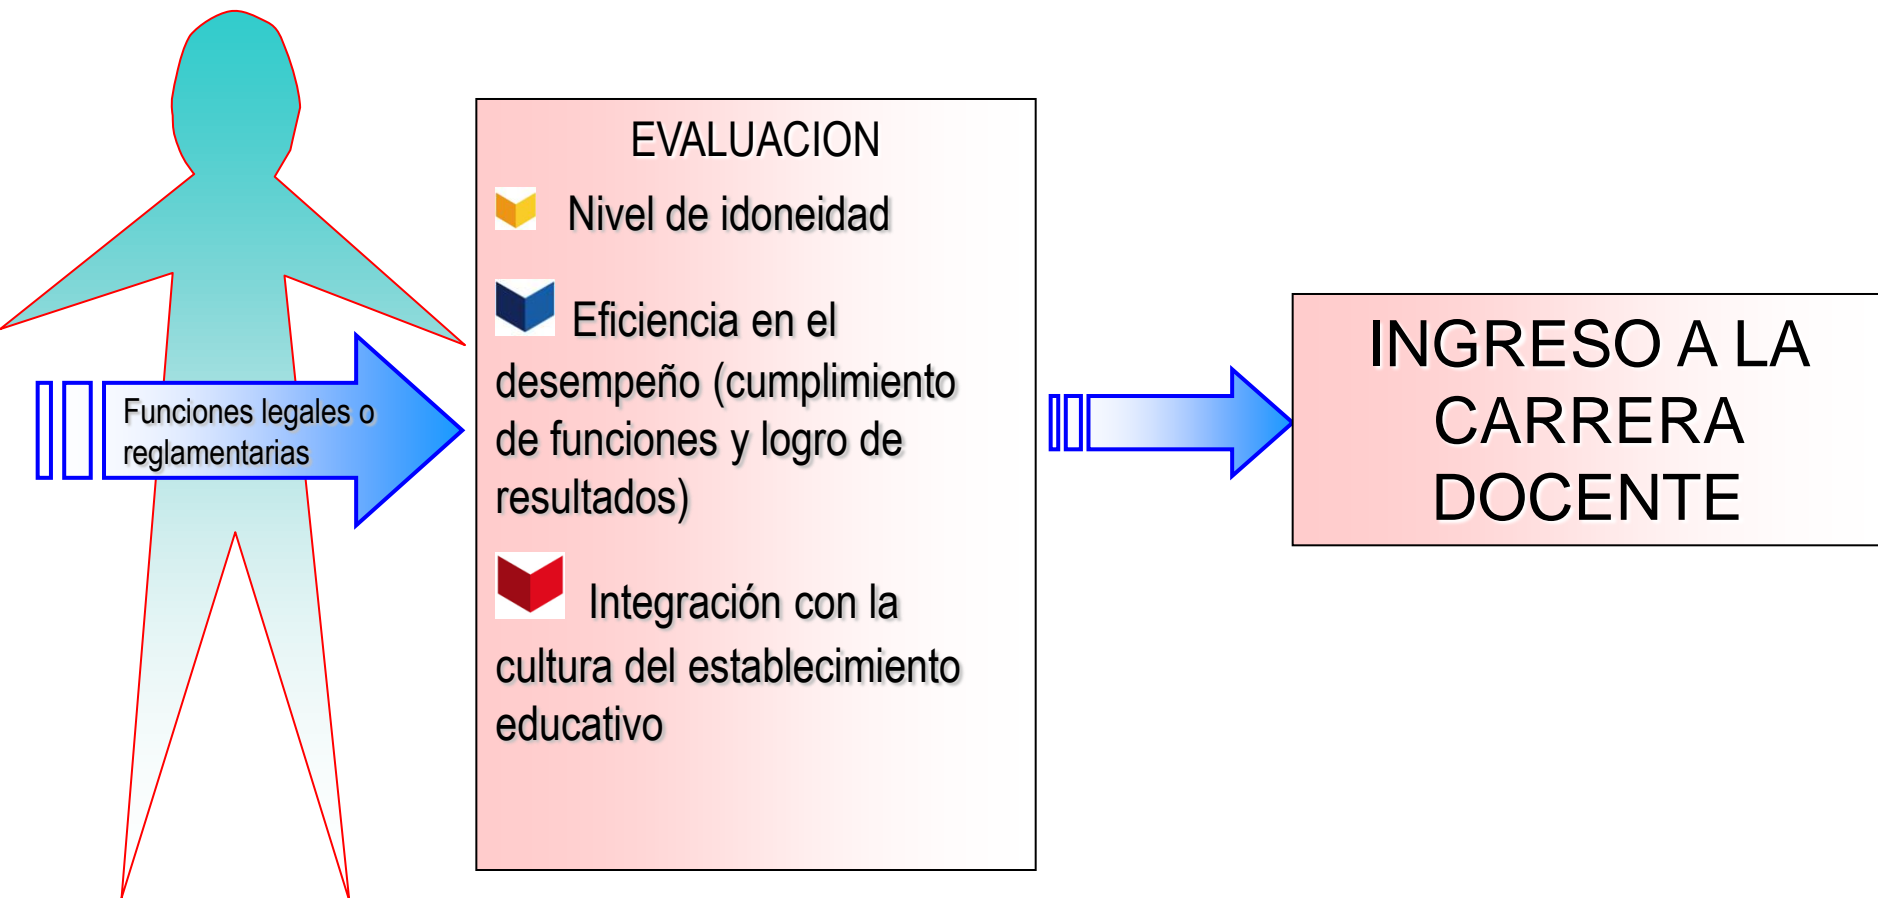 Funciones legales o
reglamentarias
EVALUACION
Nivel de idoneidad
Eficiencia en el
desempeño (cumplimiento
de funciones y logro de
resultados)
Integración con la
cultura del establecimiento
educativo
INGRESO A LA
CARRERA
DOCENTE